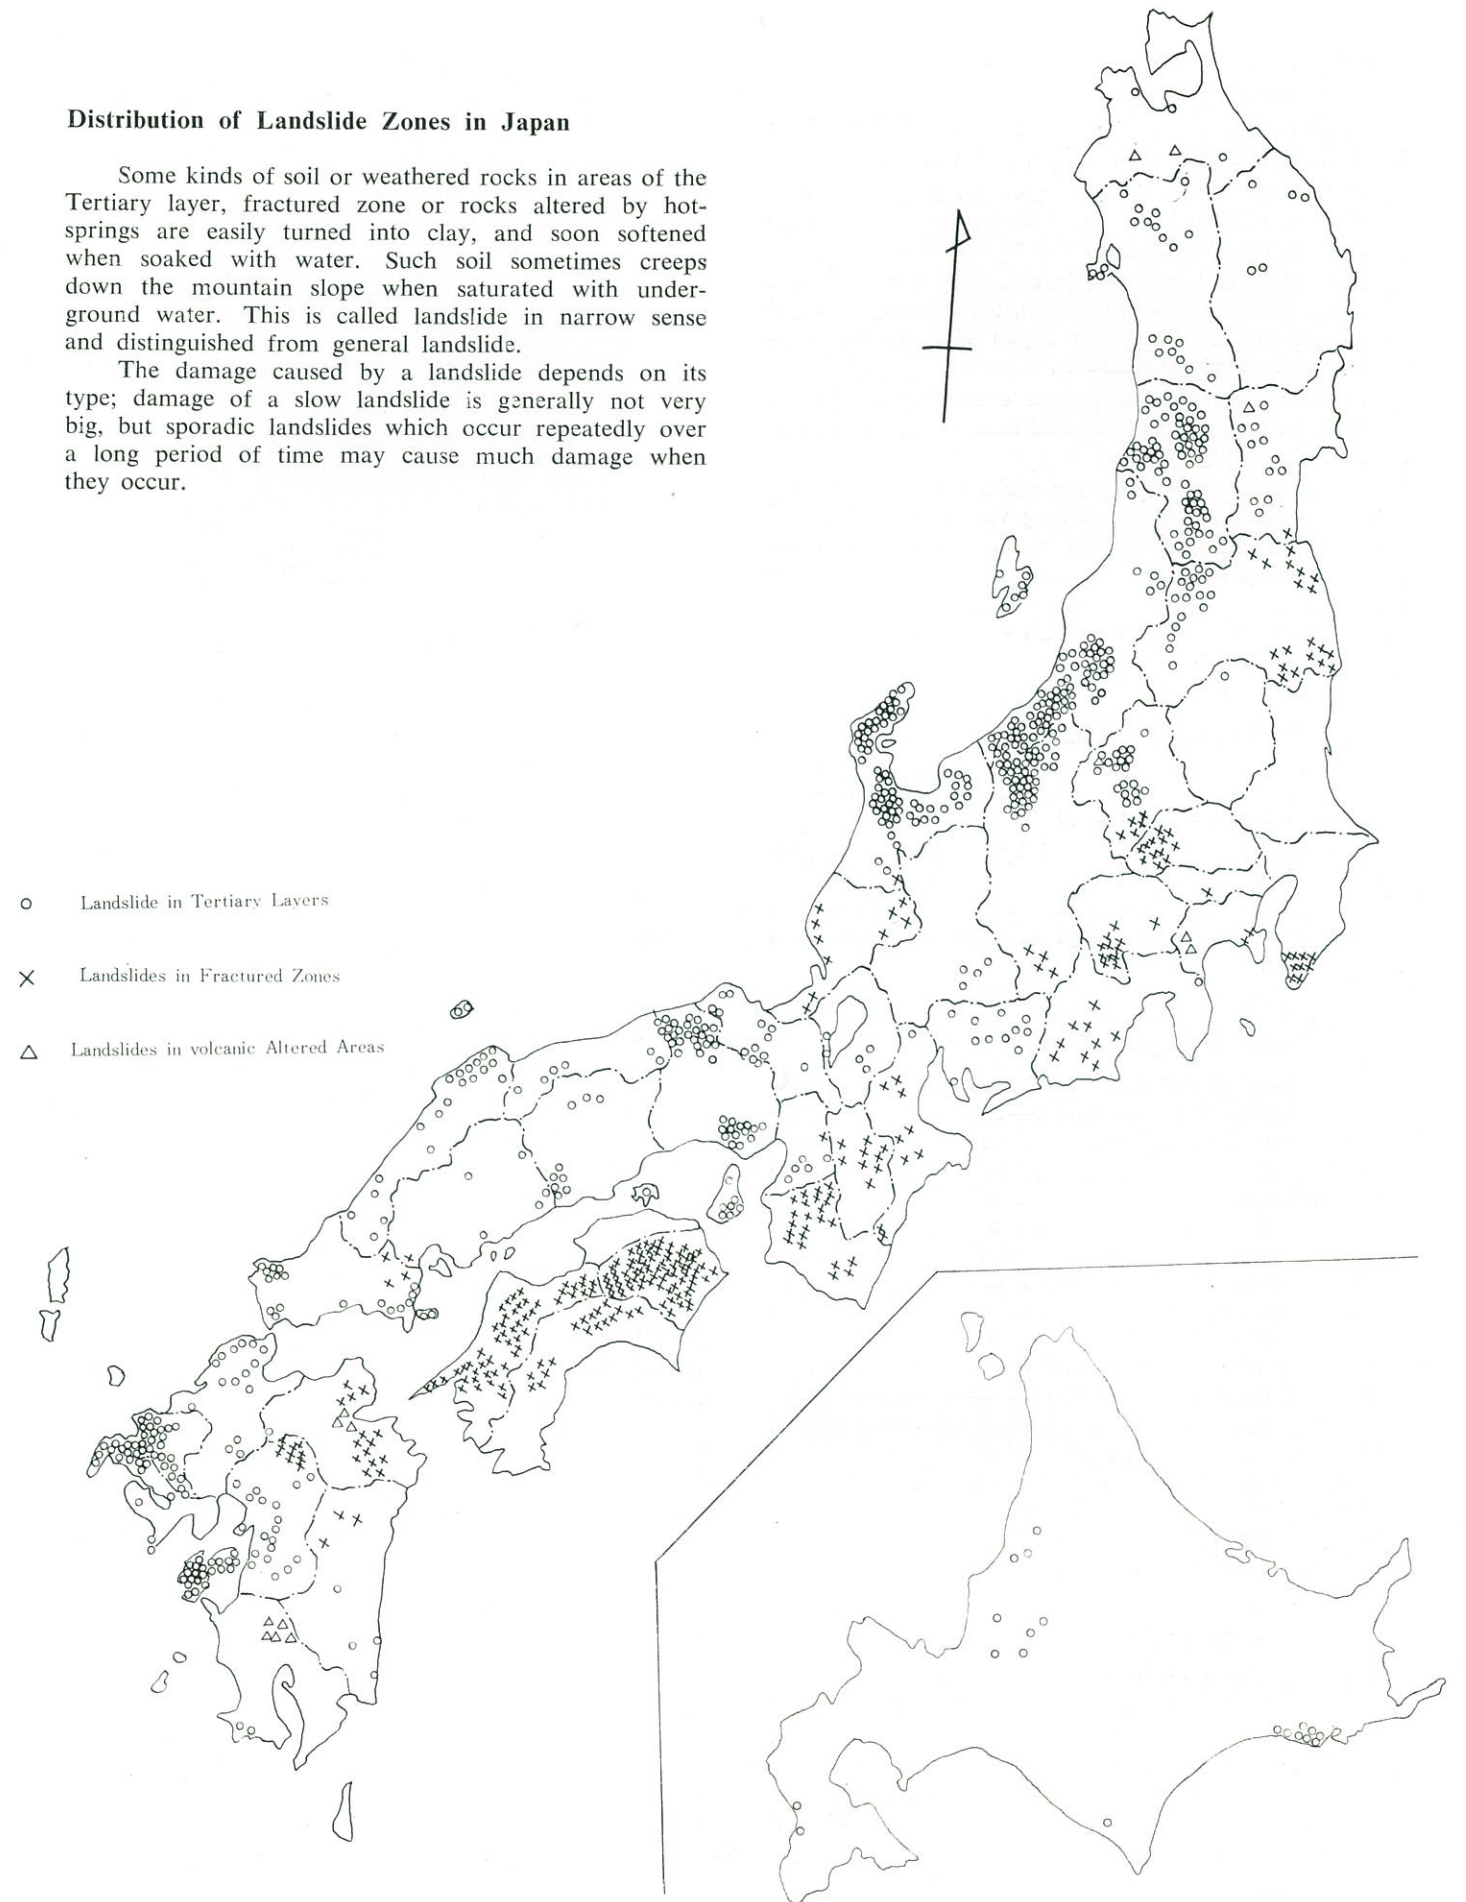 Distribution of Landslide Zones in Japan
Some kinds of soil or weathered rocks in areas of the
Tertiary layer, fractured zone or rocks altered by hot-
springs are easily turned into clay, and soon softened
when soaked with water. Such soil sometimes creeps
down the mountain slope when saturated with under-
ground water. This is called landslide in narrow sense
and distinguished from general landslide.
The damage caused by a landslide depends on its
type; damage of a slow landslide is generally not very
big, but sporadic landslides which occur repeatedly over
a long period of time may cause much damage when
they occur.
Landslide in Tertiary Layers
Landslides in Fractured Zones
Landslides in volcanic Altered Areas